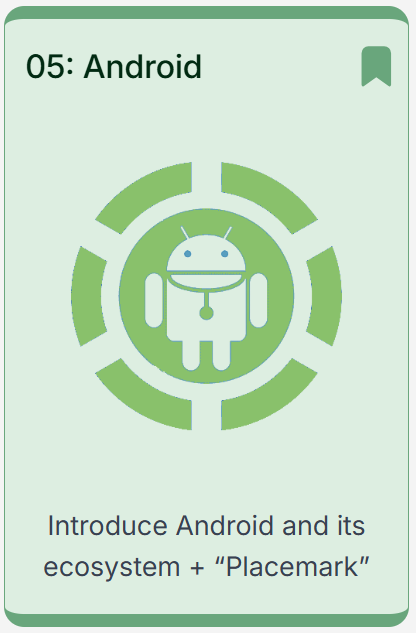 05: Android
Introduce Android and its
ecosystem + “Placemark”